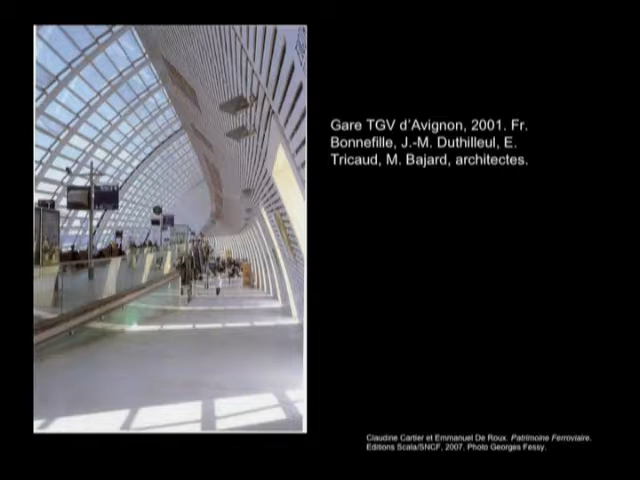 Gare TGV d'Avignon, 2001. Fr.
Bonnefille, J.-M. Duthilleul, E.
Tricaud, M. Bajard, architectes.
Claudine Cartier et Emmanuel De Roux. Patrimoine Ferroviaire.
Editions Scala/SNCF, 2007. Photo Georges Fessy.